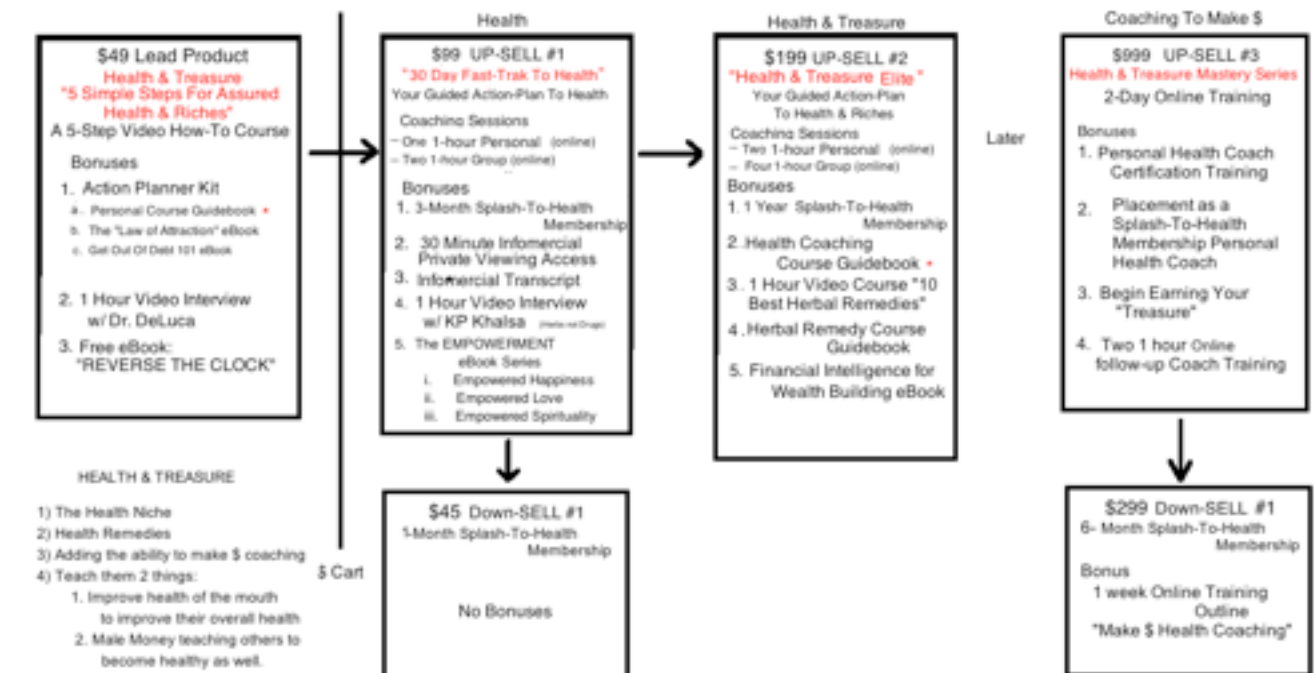 Health
Health & Treasure
Coaching To Make $
$49 Lead Product
Health & Treasure
"5 Simple Steps For Assured
Health & Riches"
A 5-Step Video How-To Course
Bonuses
1. Action Planner Kit
a. Personal Course Guidebook *
b. The "Law of Attraction" eBook
c. Get Out Of Debt 101 eBook
2. 1 Hour Video Interview
w/ Dr. DeLuca
3. Free eBook:
"REVERSE THE CLOCK"
$99 UP-SELL #1
"30 Day Fast-Trak To Health"
Your Guided Action-Plan To Health
Coaching Sessions
- One 1-hour Personal (online)
- Two 1-hour Group (online)
Bonuses
1. 3-Month Splash-To-Health
Membership
2. 30 Minute Infomercial
Private Viewing Access
3. Infomercial Transcript
4. 1 Hour Video Interview
w/ KP Khalsa (Herbs not Drugs)
5. The EMPOWERMENT
eBook Series
i. Empowered Happiness
ii. Empowered Love
iii. Empowered Spirituality
$199 UP-SELL #2
"Health & Treasure Elite"
Your Guided Action-Plan
To Health & Riches
Coaching Sessions
- Two 1-hour Personal (online)
- Four 1-hour Group (online)
Bonuses
1. 1 Year Splash-To-Health
Membership
2. Health Coaching
Course Guidebook *
3. 1 Hour Video Course "10
Best Herbal Remedies"
4. Herbal Remedy Course
Guidebook
5. Financial Intelligence for
Wealth Building eBook
Later
$999 UP-SELL #3
Health & Treasure Mastery Series
2-Day Online Training
Bonuses
1. Personal Health Coach
Certification Training
2. Placement as a
Splash-To-Health
Membership Personal
Health Coach
3. Begin Earning Your
"Treasure"
4. Two 1 hour Online
follow-up Coach Training
HEALTH & TREASURE
1) The Health Niche
2) Health Remedies
3) Adding the ability to make $ coaching
4) Teach them 2 things:
1. Improve health of the mouth
to improve their overall health
2. Male Money teaching others to
become healthy as well.
$ Cart
$45 Down-SELL #1
1-Month Splash-To-Health
Membership
No Bonuses
$299 Down-SELL #1
6- Month Splash-To-Health
Membership
Bonus
1 week Online Training
Outline
"Make $ Health Coaching"